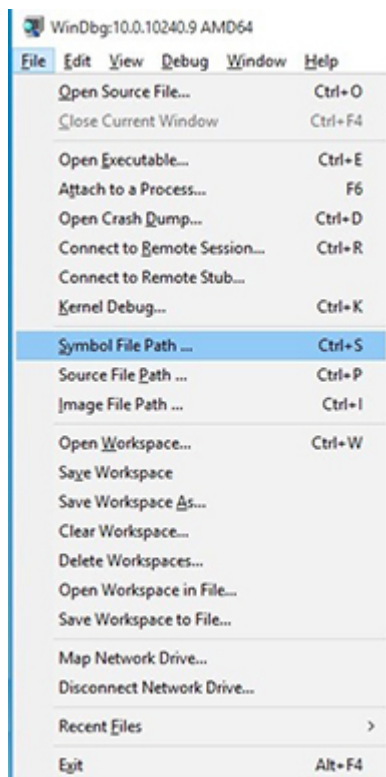 WinDbg:10.0.10240.9 AMD64
File Edit View Debug Window Help
Open Source File... Ctrl+O
Close Current Window Ctrl+F4
Open Executable... Ctrl+E
Attach to a Process... F6
Open Crash Dump... Ctrl+D
Connect to Remote Session... Ctrl+R
Connect to Remote Stub...
Kernel Debug... Ctrl+K
Symbol File Path ... Ctrl+S
Source File Path ... Ctrl+P
Image File Path ... Ctrl+I
Open Workspace... Ctrl+W
Save Workspace
Save Workspace As...
Clear Workspace...
Delete Workspaces...
Open Workspace in File...
Save Workspace to File...
Map Network Drive...
Disconnect Network Drive...
Recent Files >
Exit Alt+F4